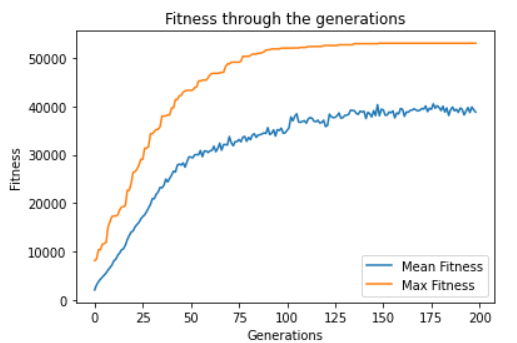 Fitness through the generations
50000
40000
30000
20000
10000
0
Fitness
Mean Fitness
Max Fitness
0 25 50 75 100 125 150 175 200
Generations